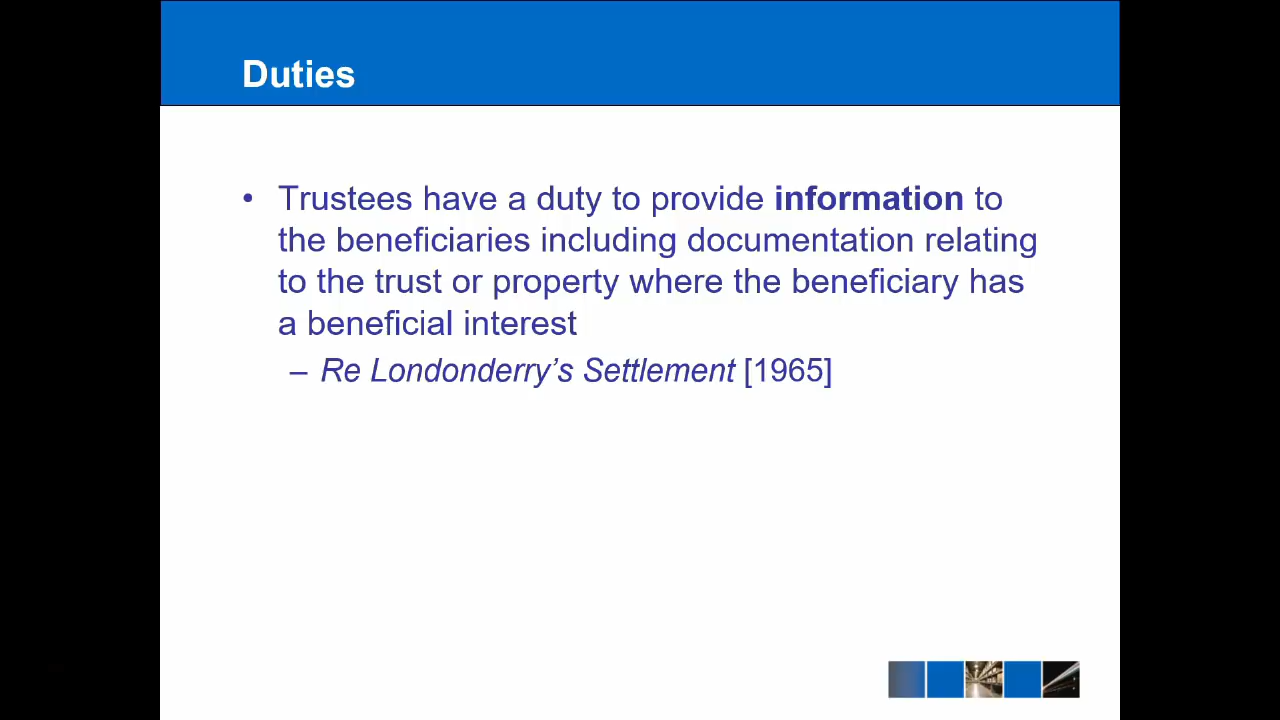 Duties
• Trustees have a duty to provide information to
the beneficiaries including documentation relating
to the trust or property where the beneficiary has
a beneficial interest
– Re Londonderry’s Settlement [1965]